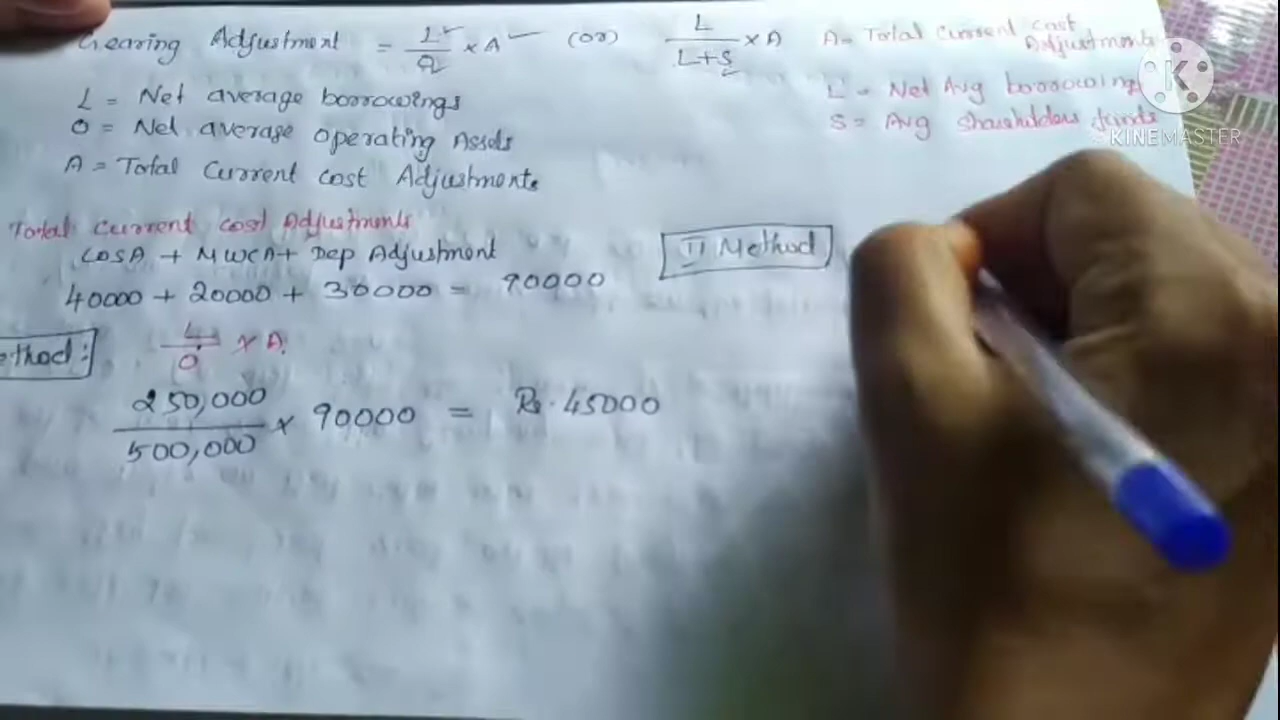 Gearing Adjustment = L/O × A (or) L/L+S × A
A = Total Current cost Adjustments
L = Net Avg borrowing
S = Avg Shareholders funds
L = Net average borrowings
O = Net average operating Assets
A = Total Current cost Adjustments
KINEMASTER
Total current cost Adjustments
COSA + MWCA + Dep Adjustment
40000 + 20000 + 30000 = 90000
II Method
ethod: L/O × A
250,000/500,000 × 90000 = Rs. 45000